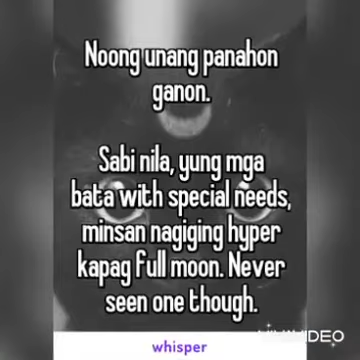 Noong unang panahon
ganon.
Sabi nila, yung mga
bata with special needs,
minsan nagiging hyper
kapag full moon. Never
seen one though.
whisper